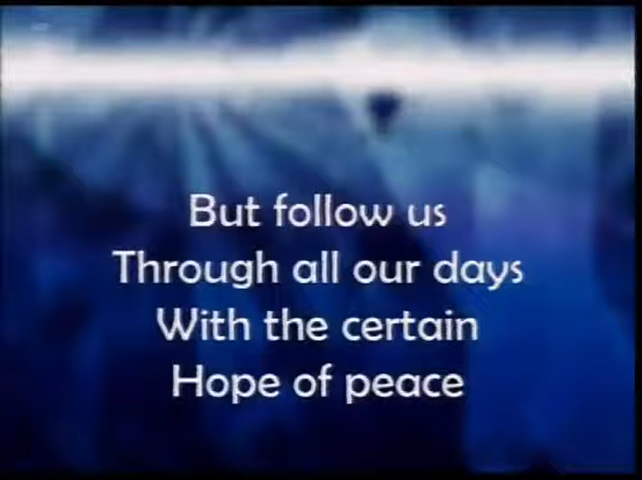 But follow us
Through all our days
With the certain
Hope of peace